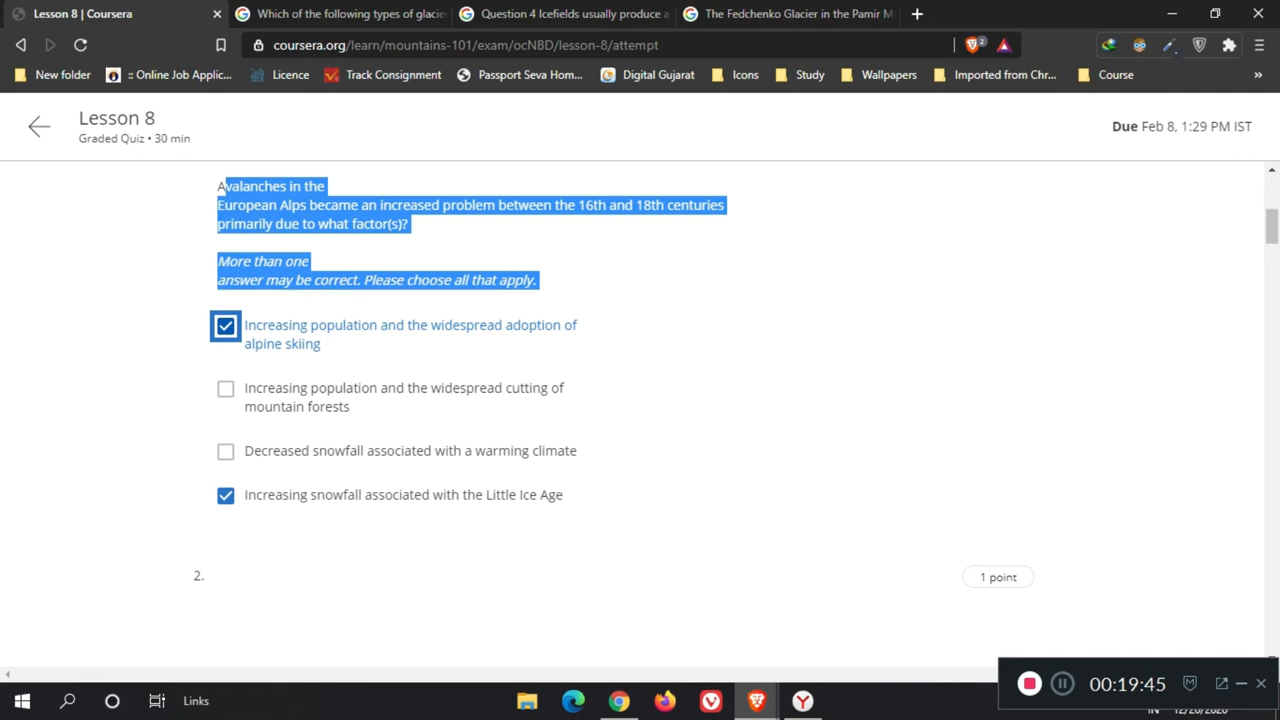 Lesson 8 | Coursera
Which of the following types of glacie
Question 4 Icefields usually produce a
The Fedchenko Glacier in the Pamir M
coursera.org/learn/mountains-101/exam/ocNBD/lesson-8/attempt
2
New folder
:: Online Job Applic...
Licence
Track Consignment
Passport Seva Hom...
Digital Gujarat
Icons
Study
Wallpapers
Imported from Chr...
Course
Lesson 8
Graded Quiz • 30 min
Due Feb 8, 1:29 PM IST
Avalanches in the
European Alps became an increased problem between the 16th and 18th centuries
primarily due to what factor(s)?
More than one
answer may be correct. Please choose all that apply.
Increasing population and the widespread adoption of
alpine skiing
Increasing population and the widespread cutting of
mountain forests
Decreased snowfall associated with a warming climate
Increasing snowfall associated with the Little Ice Age
2.
1 point
00:19:45
Links